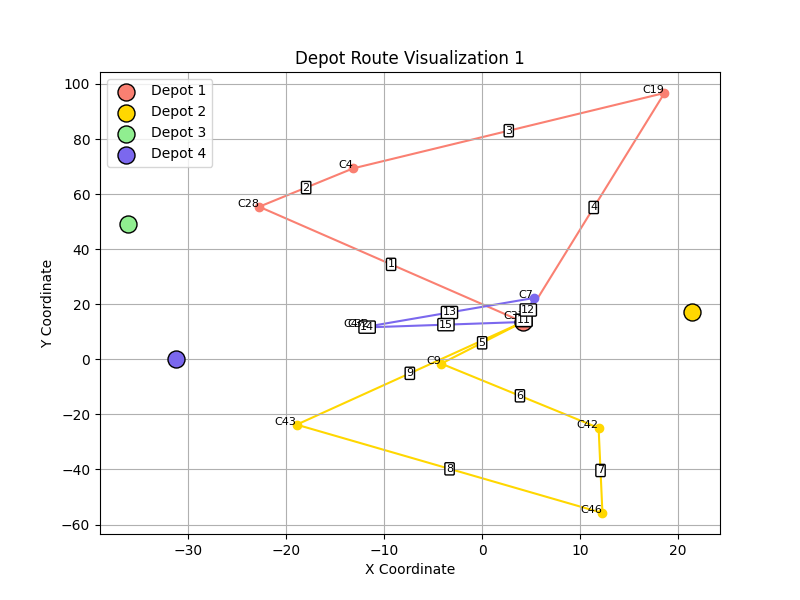 Depot Route Visualization 1
Depot 1
Depot 2
Depot 3
Depot 4
Y Coordinate
100
80
60
40
20
0
−20
−40
−60
−30
−20
−10
0
10
20
X Coordinate
C19
3
C4
2
C28
4
1
C7
12
13
11
14
15
5
C9
9
6
C43
C42
8
7
C46